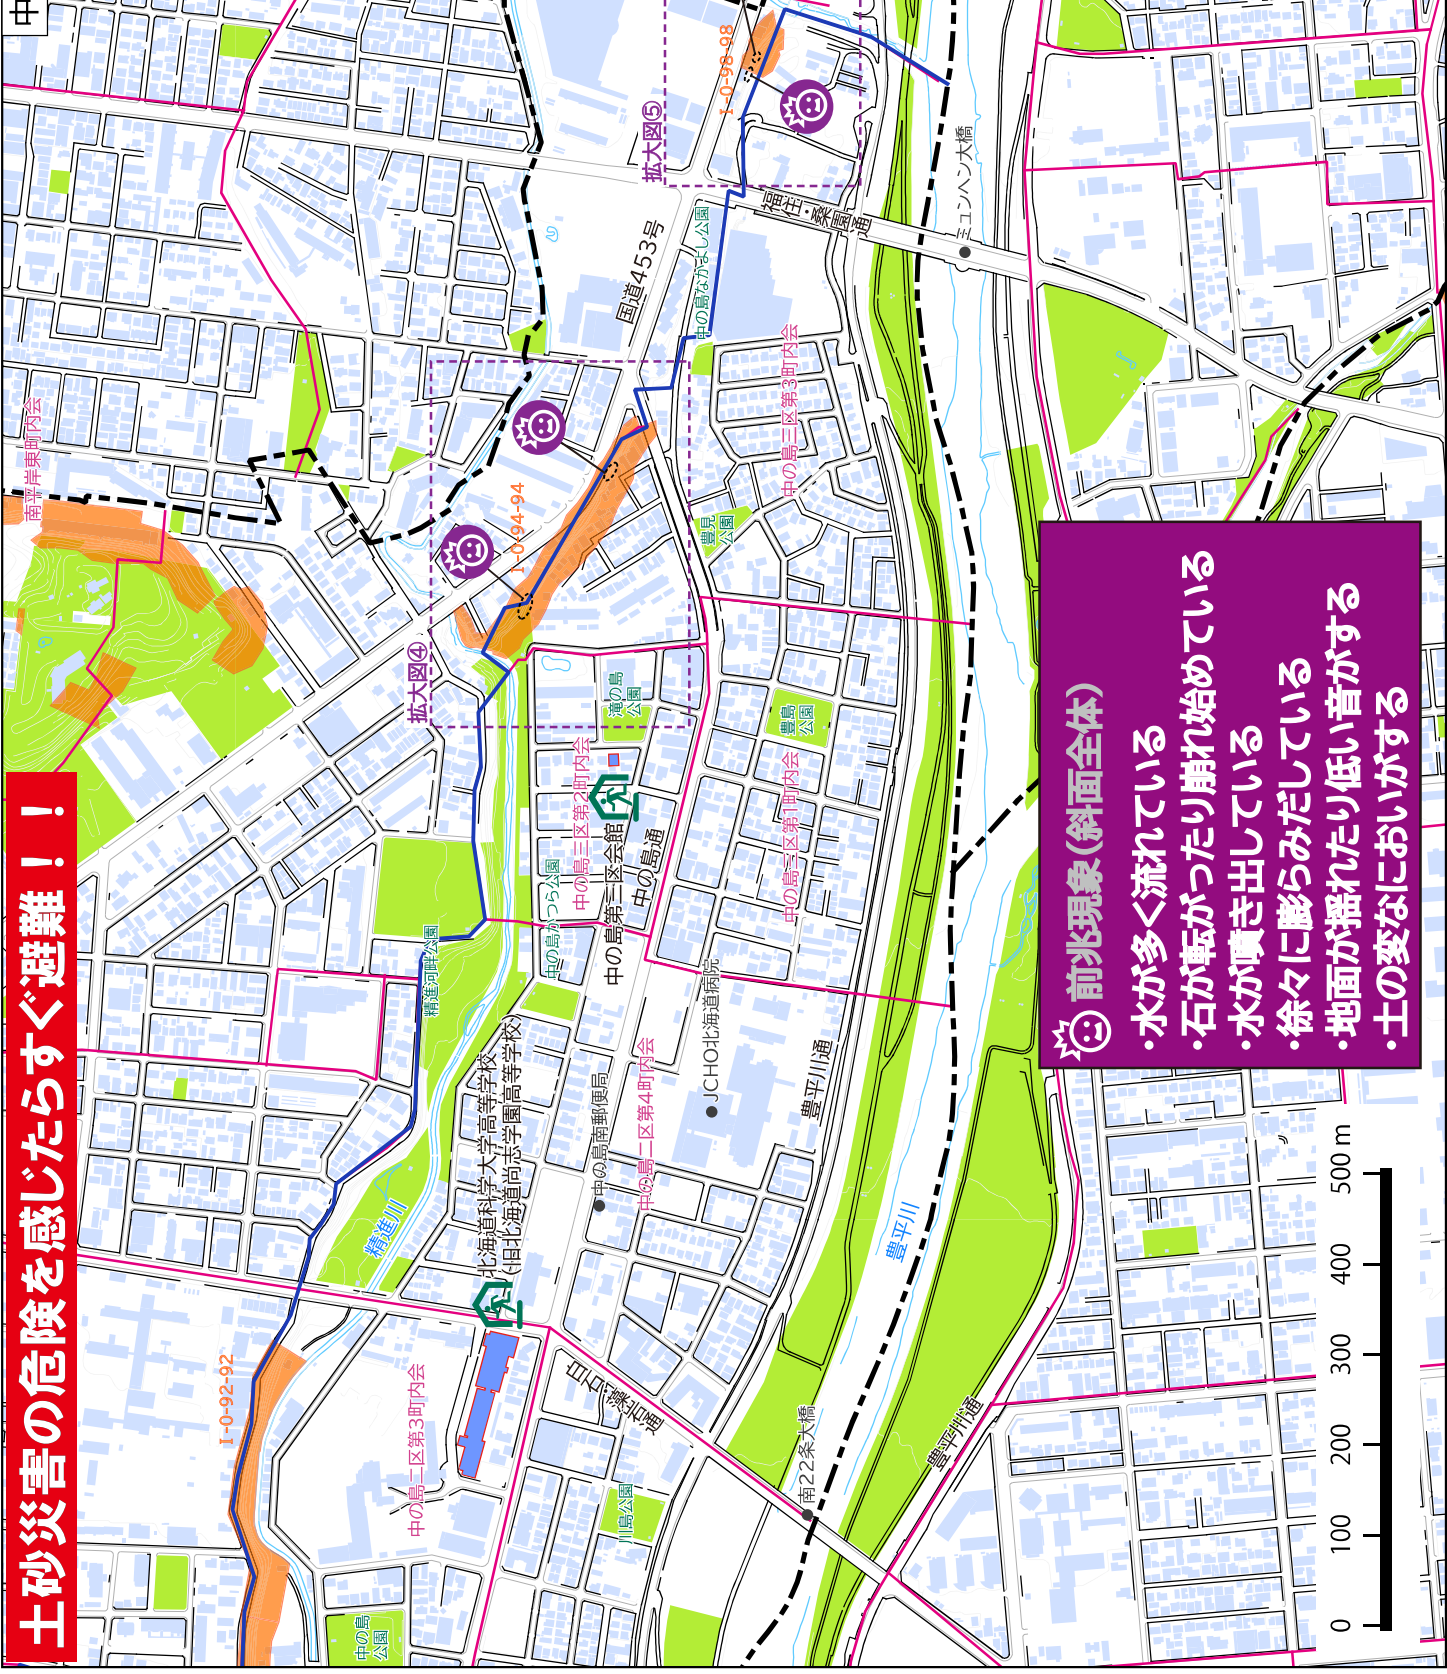 土砂災害の危険を感じたらすぐ避難！！
中
南平岸東町内会
I-0-92-92
精進川
精進河畔公園
中の島公園
中の島二区第3町内会
北海道科学大学高等学校
(旧北海道尚志学園高等学校)
拡大図④
I-0-94-94
中の島かつら公園
中の島三区第2町内会
中の島第三区会館
滝の島公園
中の島通
中の島南郵便局
中の島二区第4町内会
川島公園
白石・藻岩通
国道453号
拡大図⑤
I-0-98-98
中の島なかよし公園
豊見公園
JCHO北海道病院
中の島三区第3町内会
中の島三区第1町内会
豊島公園
豊平川通
福住・桑園通
南22条大橋
豊平川
ミュンヘン大橋
豊平川通
前兆現象(斜面全体)
・水が多く流れている
・石が転がったり崩れ始めている
・水が噴き出している
・徐々に膨らみだしている
・地面が揺れたり低い音がする
・土の変なにおいがする
0 100 200 300 400 500 m